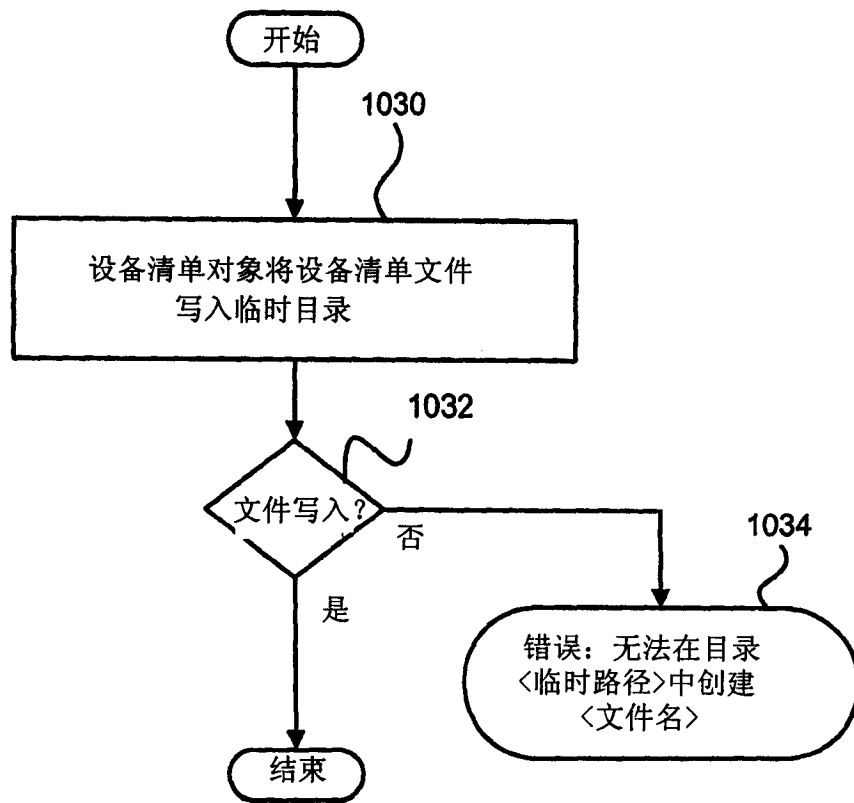 开始
1030
设备清单对象将设备清单文件
写入临时目录
1032
文件写入?
否
是
1034
错误：无法在目录
<临时路径>中创建
<文件名>
结束